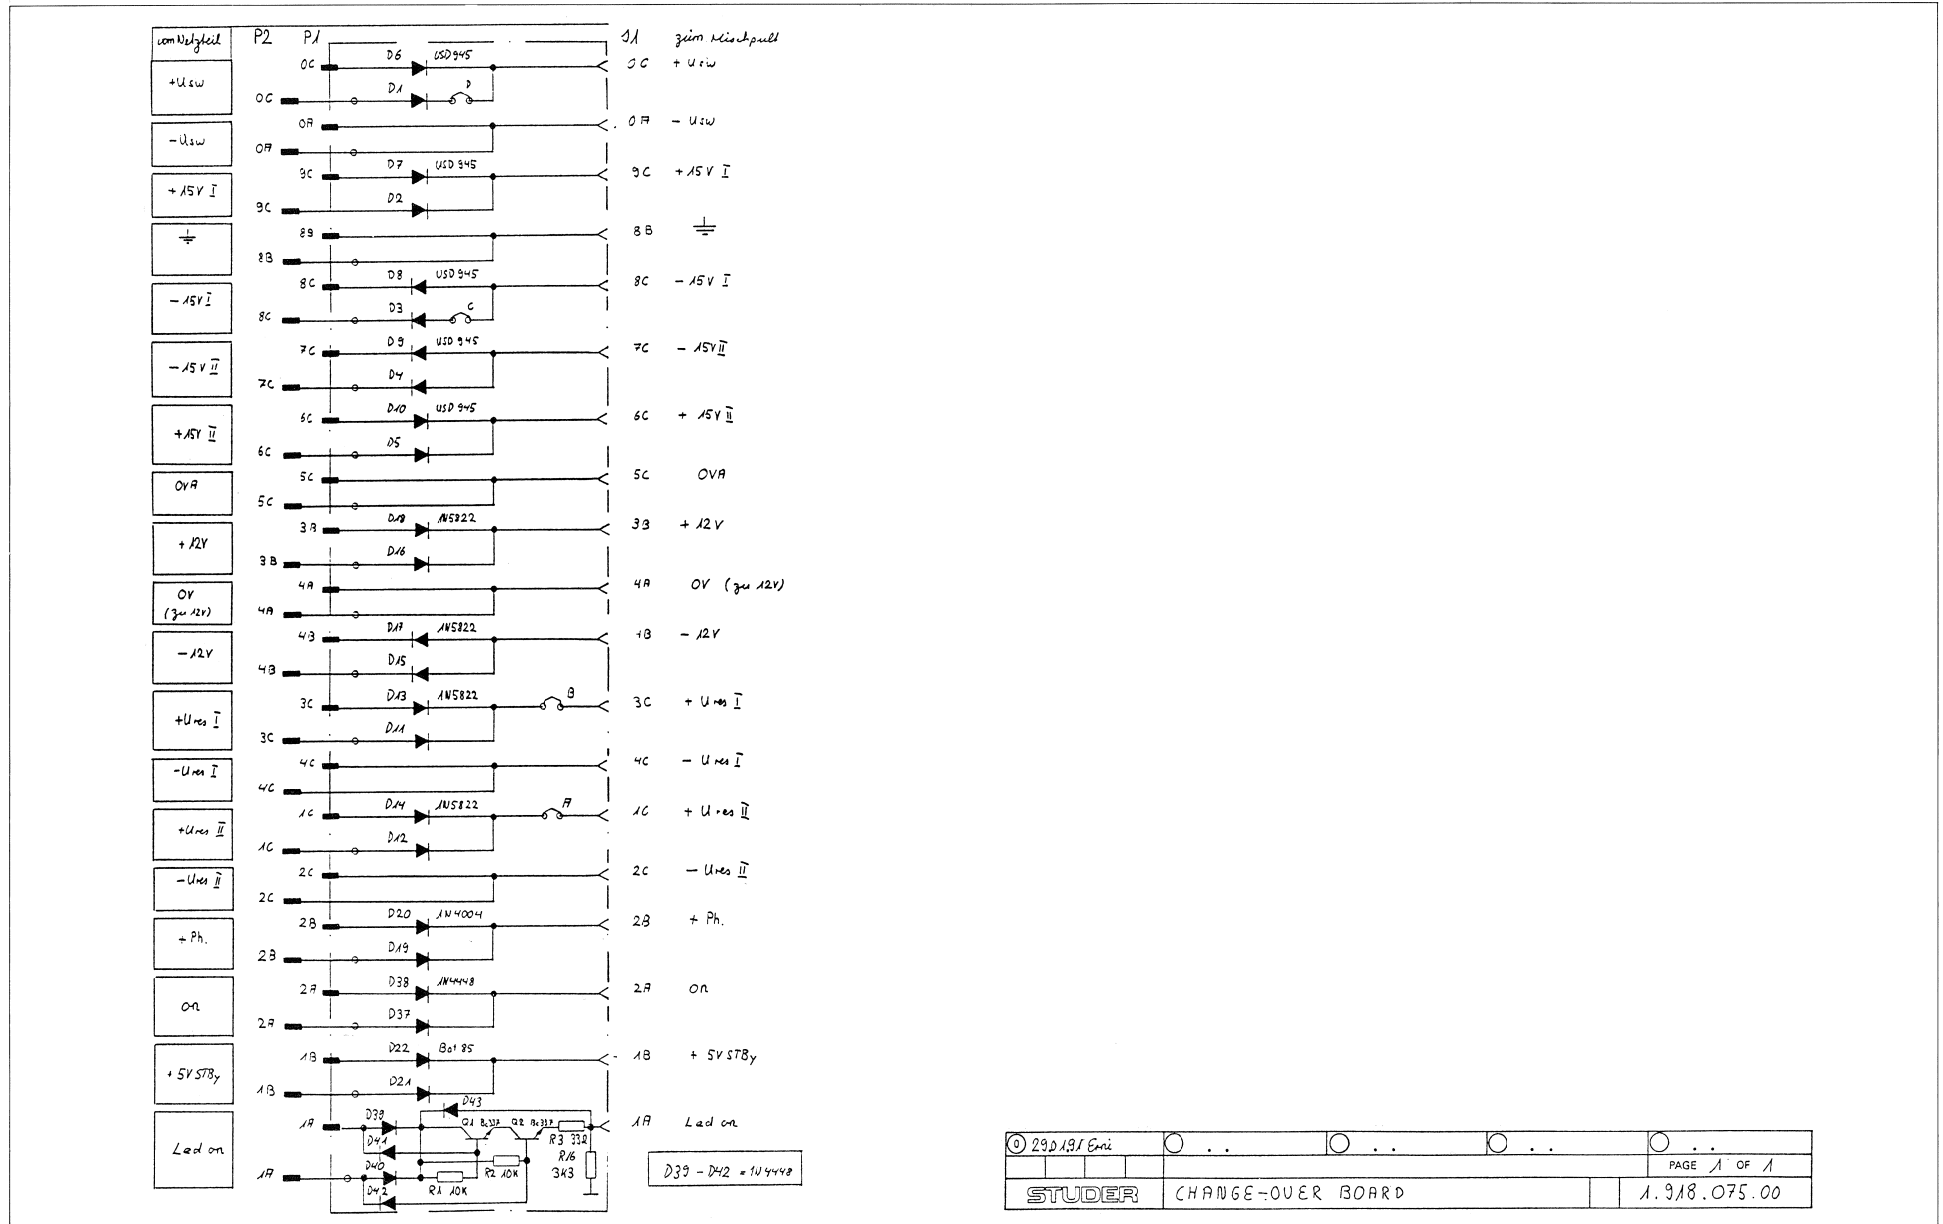 vom Netzteil P2 P1 S1 zum Mischpult
D6 USD945
0C 0C + Usw
+Usw
D1 D
0C
0A 0A - Usw
-Usw
0A
D7 USD945
9C 9C +15V I
+15V I
D2
9C
89 8B
8B
D8 USD945
8C 8C -15V I
-15V I
D3 C
8C
D9 USD945
7C 7C -15V II
-15V II
D4
7C
D10 USD945
6C 6C + 15V II
+15V II
D5
6C
5C 5C 0VA
0VA
5C
D18 1N5822
3B 3B +12V
+12V
D16
3B
4A 4A 0V (zu 12V)
0V
(zu 12V)
4A
D17 1N5822
4B 4B -12V
-12V
D15
4B
D13 1N5822 B
3C 3C + Ures I
+Ures I
D11
3C
4C 4C - Ures I
-Ures I
4C
D14 1N5822 A
1C 1C + Ures II
+Ures II
D12
1C
2C 2C - Ures II
-Ures II
2C
D20 1N4004
2B 2B + Ph.
+ Ph.
D19
2B
D38 1N4448
2A 2A on
on
D37
2A
D22 Bat 85
1B 1B + 5V STBy
+ 5V STBy
D21
1B
D43
D39 Q1 Bc337 Q2 Bc337
1A 1A Led on
D41 R3 33Ω
Led on
D40 R16
R2 10K 3K3
1A
D42 R1 10K
D39 - D42 = 1N4448
0 29.01.91
PAGE 1 OF 1
STUDER CHANGE-OVER BOARD 1.918.075.00